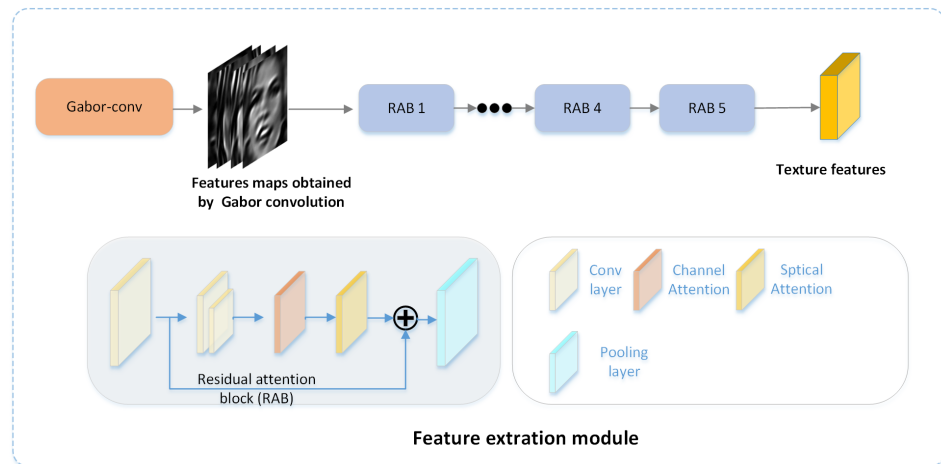 Gabor-conv
RAB 1
RAB 4
RAB 5
Features maps obtained
by Gabor convolution
Texture features
Residual attention
block (RAB)
Conv
layer
Channel
Attention
Sptical
Attention
Pooling
layer
Feature extration module